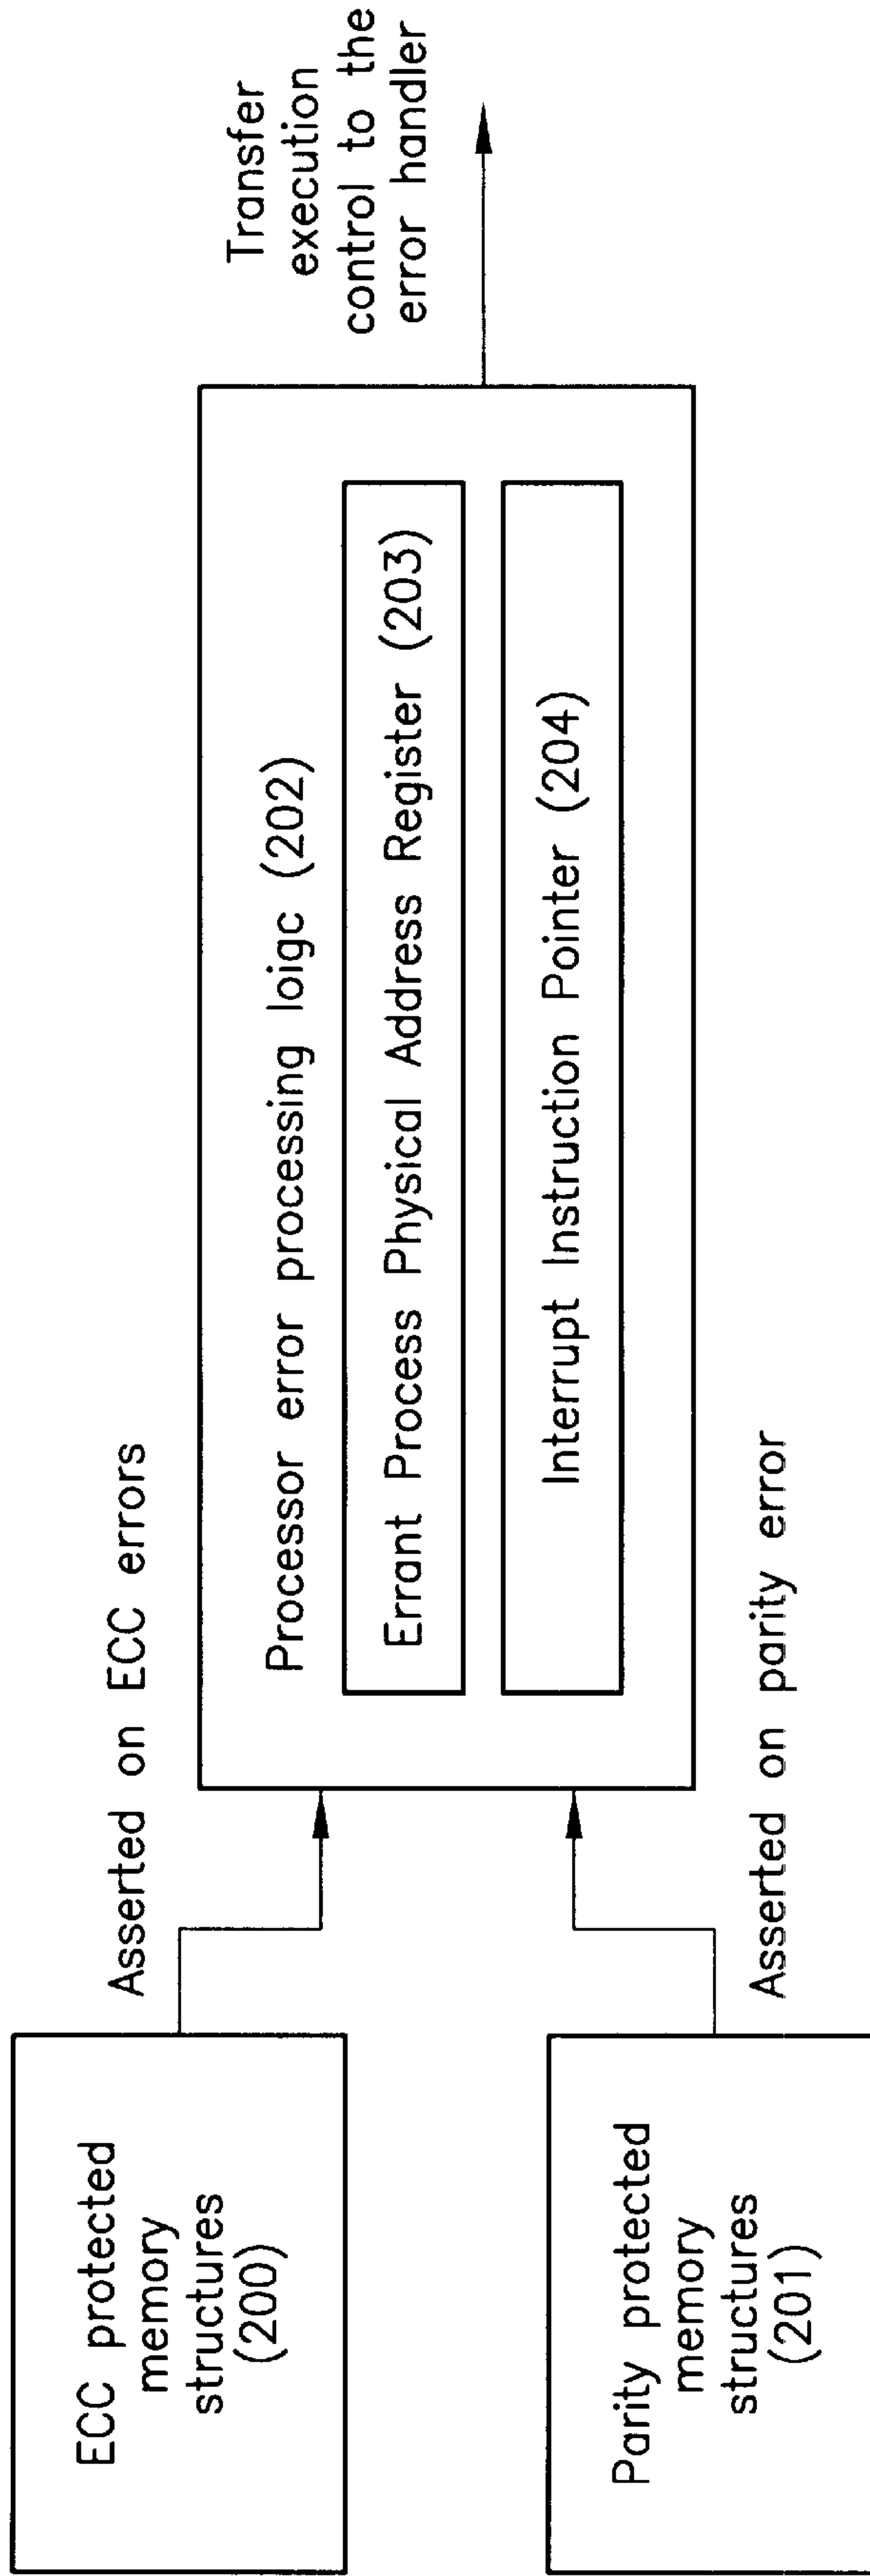 ECC protected
memory
structures
(200)
Asserted on ECC errors
Parity protected
memory
structures
(201)
Asserted on parity error
Processor error processing loigc (202)
Errant Process Physical Address Register (203)
Interrupt Instruction Pointer (204)
Transfer
execution
control to the
error handler